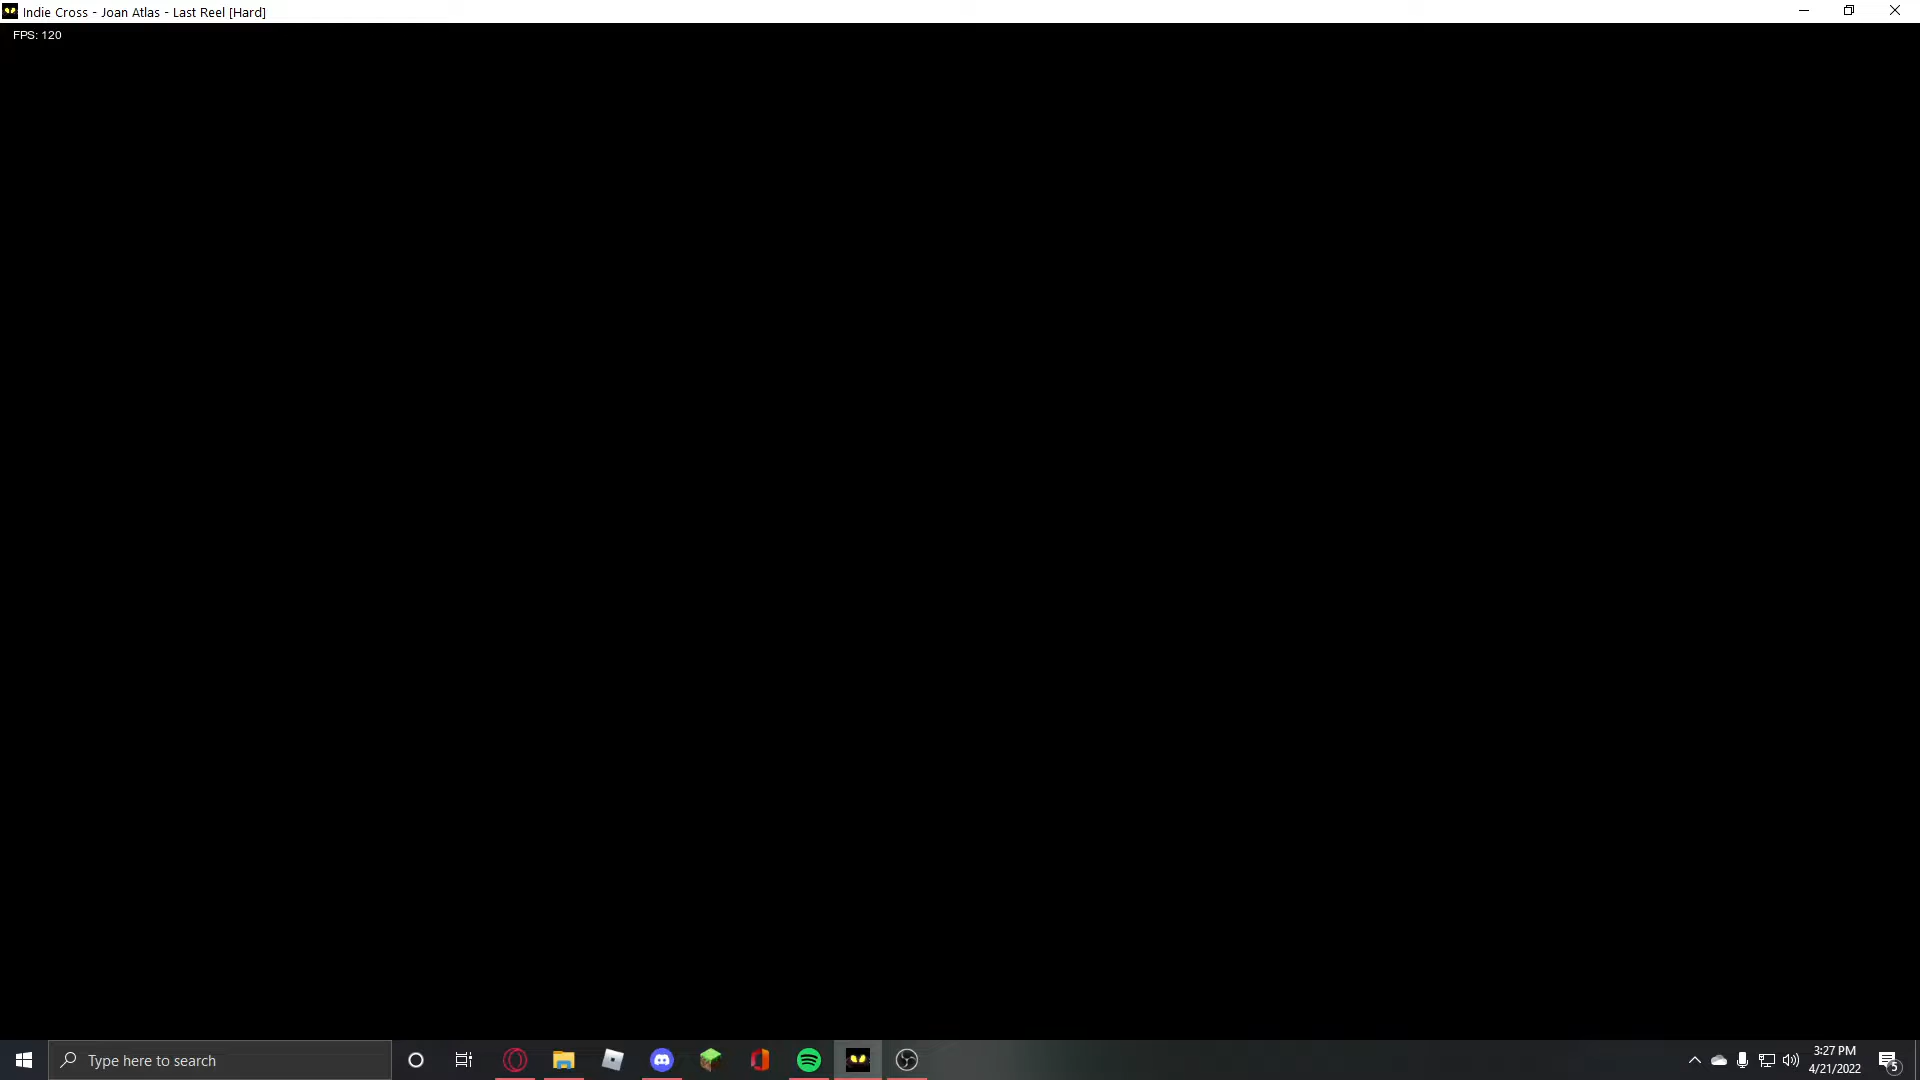 Indie Cross - Joan Atlas - Last Reel [Hard]
FPS: 120
Type here to search
3:27 PM
4/21/2022
5